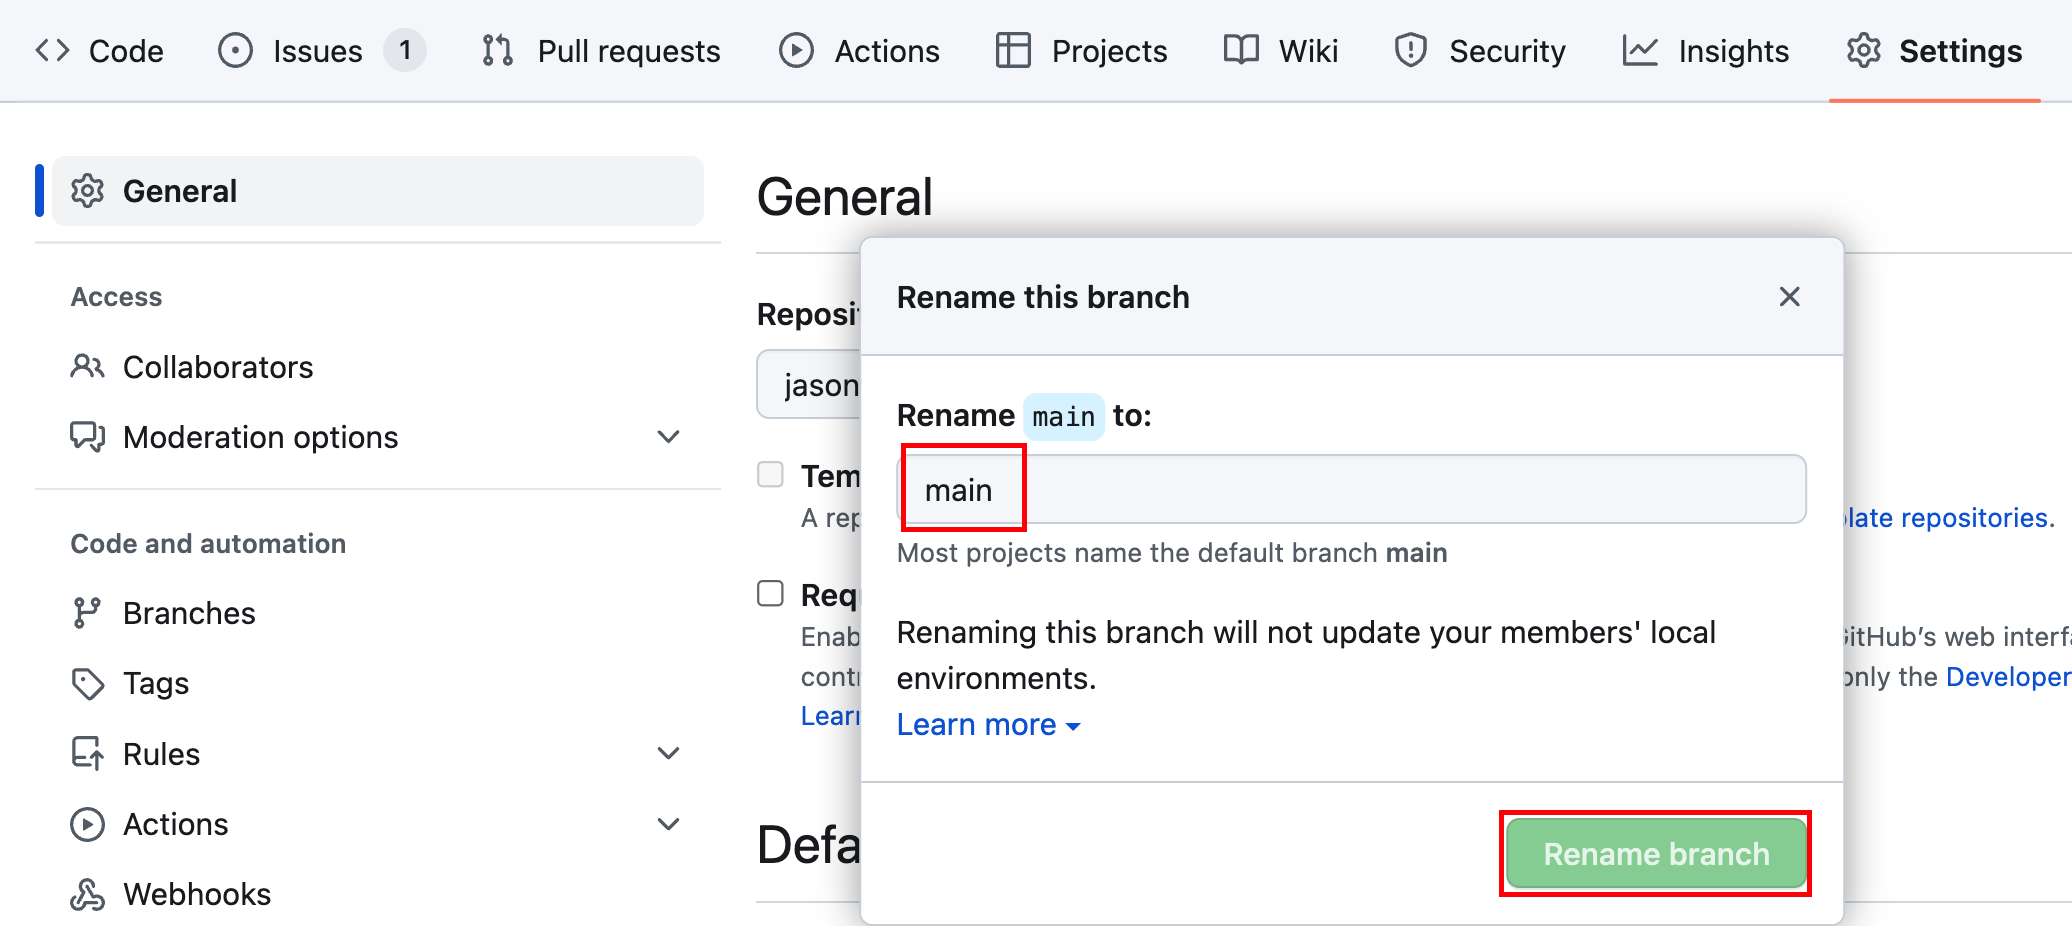 Code Issues 1 Pull requests Actions Projects Wiki Security Insights Settings
General
Access
Collaborators
Moderation options
Code and automation
Branches
Tags
Rules
Actions
Webhooks
General
Reposi
jason
Tem
A rep
late repositories.
Req
Enab
itHub’s web interf
cont
only the Developer
Lear
Defa
Rename this branch
Rename main to:
main
Most projects name the default branch main
Renaming this branch will not update your members' local
environments.
Learn more
Rename branch